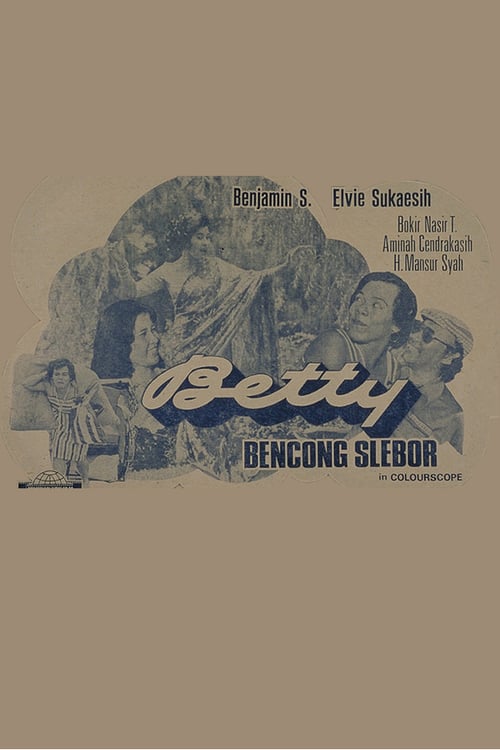 Benjamin S. Elvie Sukaesih
Bokir Nasir T.
Aminah Cendrakasih
H. Mansur Syah
Betty
BENCONG SLEBOR
in COLOURSCOPE